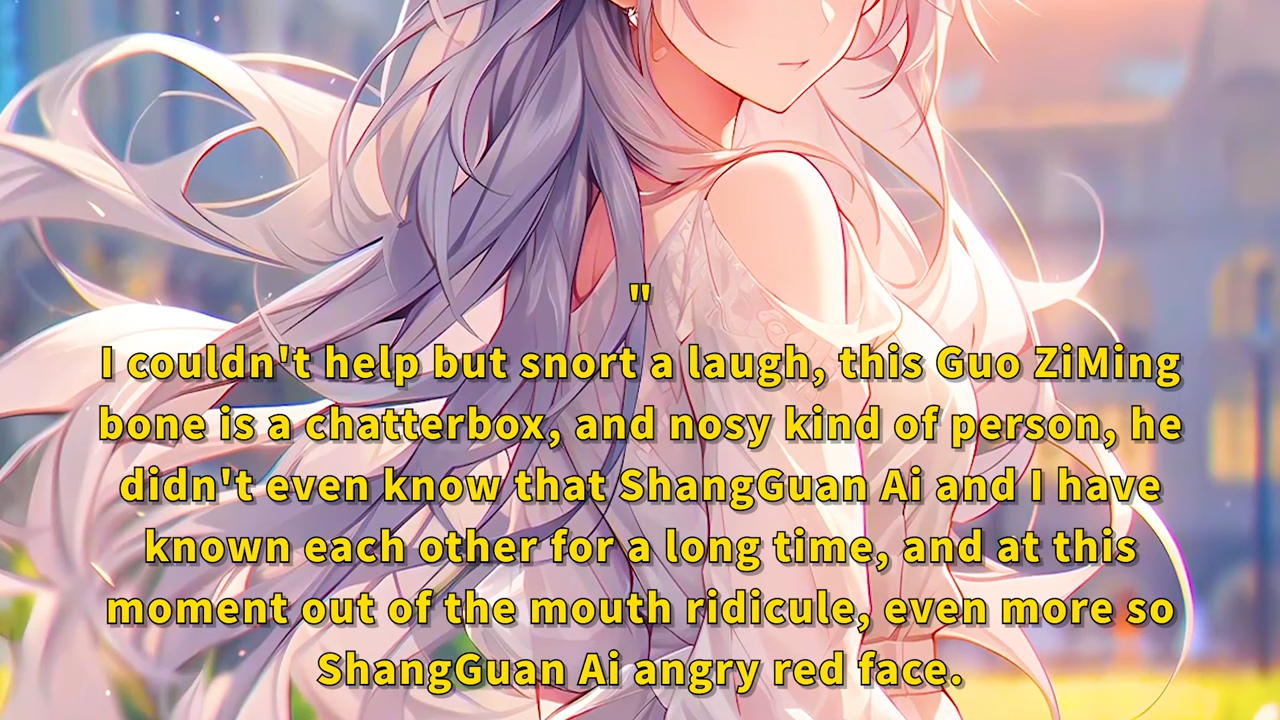 "
I couldn't help but snort a laugh, this Guo ZiMing
bone is a chatterbox, and nosy kind of person, he
didn't even know that ShangGuan Ai and I have
known each other for a long time, and at this
moment out of the mouth ridicule, even more so
ShangGuan Ai angry red face.